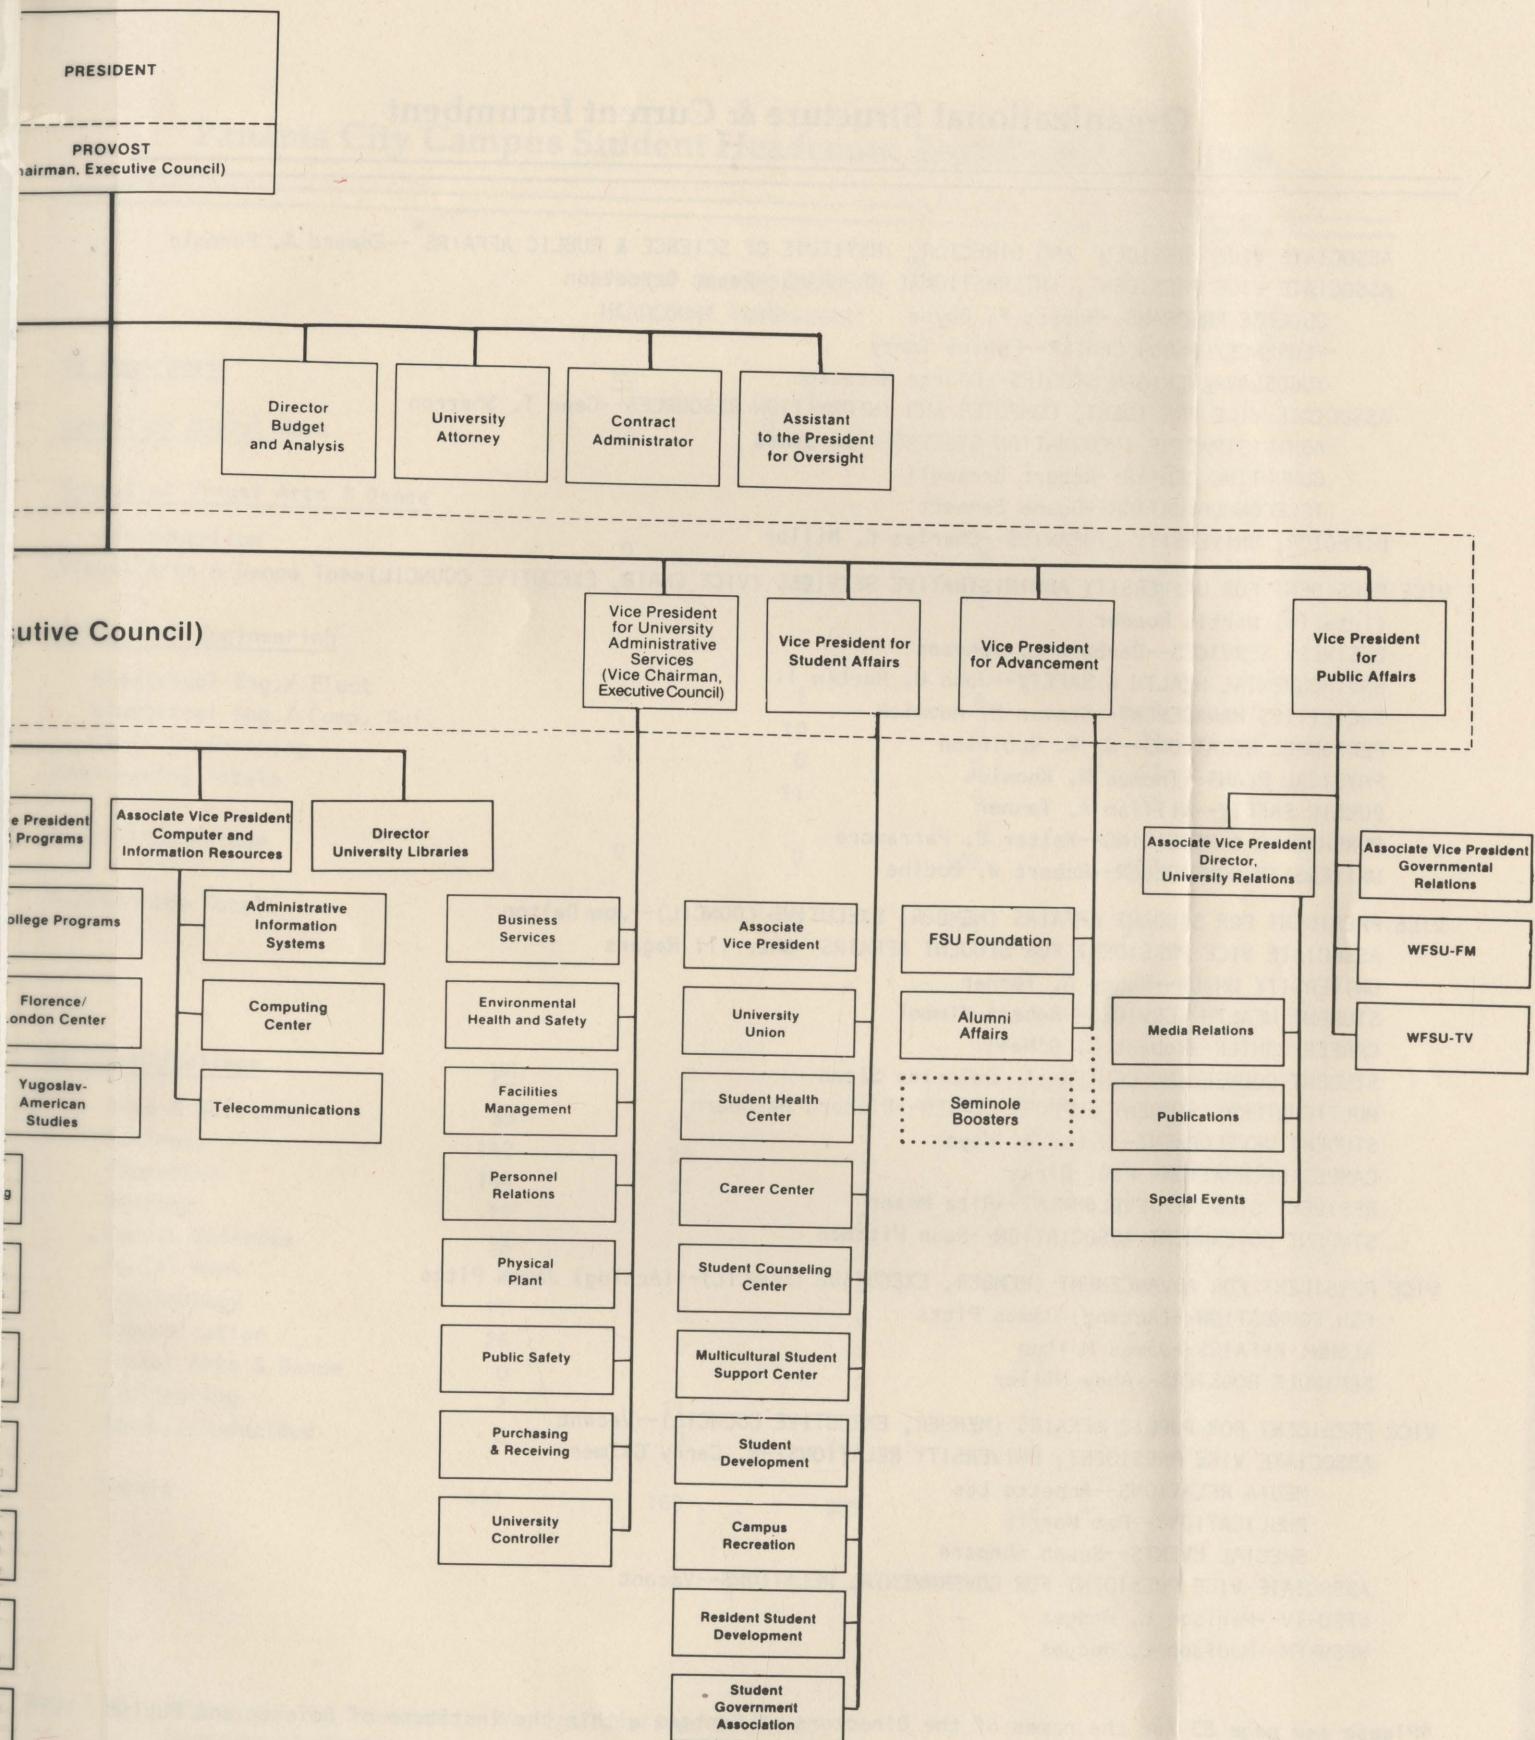 PRESIDENT
PROVOST
hairman, Executive Council)
Director
Budget
and Analysis
University
Attorney
Contract
Administrator
Assistant
to the President
for Oversight
utive Council)
Vice President
for University
Administrative
Services
(Vice Chairman,
Executive Council)
Vice President for
Student Affairs
Vice President
for Advancement
Vice President
for
Public Affairs
e President
Programs
Associate Vice President
Computer and
Information Resources
Director
University Libraries
Associate Vice President
Director,
University Relations
Associate Vice President
Governmental
Relations
ollege Programs
Administrative
Information
Systems
Business
Services
Associate
Vice President
FSU Foundation
WFSU-FM
Florence/
ondon Center
Computing
Center
Environmental
Health and Safety
University
Union
Alumni
Affairs
Media Relations
WFSU-TV
Yugoslav-
American
Studies
Telecommunications
Facilities
Management
Student Health
Center
Seminole
Boosters
Publications
g
Personnel
Relations
Career Center
Special Events
Physical
Plant
Student Counseling
Center
Public Safety
Multicultural Student
Support Center
Purchasing
& Receiving
Student
Development
University
Controller
Campus
Recreation
Resident Student
Development
Student
Government
Association